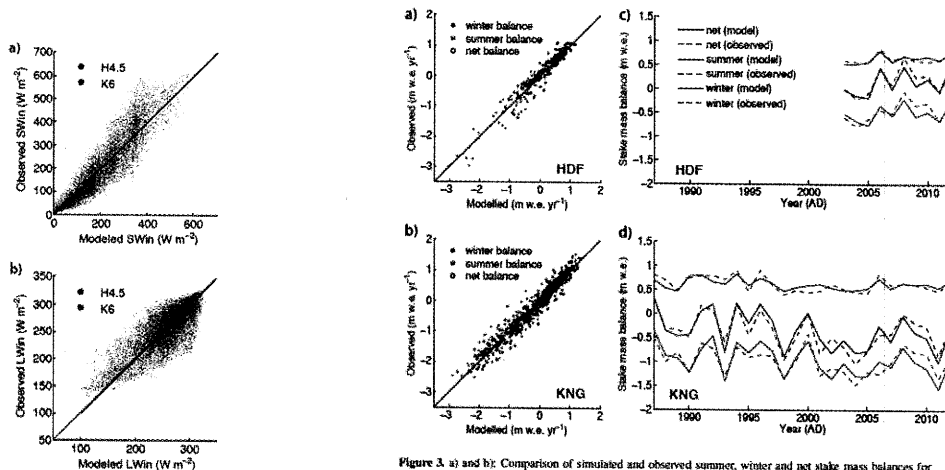 a)
700
600
500
400
300
200
100
0
Observed SWin (W m⁻²)
H4.5
K6
0 200 400 600
Modeled SWin (W m⁻²)
b)
350
300
250
200
150
100
50
Observed LWin (W m⁻²)
H4.5
K6
100 200 300
Modeled LWin (W m⁻²)
a)
2
1
0
−1
−2
−3
Observed (m w.e. yr⁻¹)
winter balance
summer balance
net balance
HDF
−3 −2 −1 0 1 2
Modelled (m w.e. yr⁻¹)
b)
2
1
0
−1
−2
−3
Observed (m w.e. yr⁻¹)
winter balance
summer balance
net balance
KNG
−3 −2 −1 0 1 2
Modelled (m w.e. yr⁻¹)
c)
2
1.5
1
0.5
0
−0.5
−1
−1.5
−2
Stake mass balance (m w.e.)
net (model)
net (observed)
summer (model)
summer (observed)
winter (model)
winter (observed)
HDF
1990 1995 2000 2005 2010
Year (AD)
d)
2
1.5
1
0.5
0
−0.5
−1
−1.5
−2
Stake mass balance (m w.e.)
KNG
1990 1995 2000 2005 2010
Year (AD)
Figure 3. a) and b): Comparison of simulated and observed summer, winter and net stake mass balances for